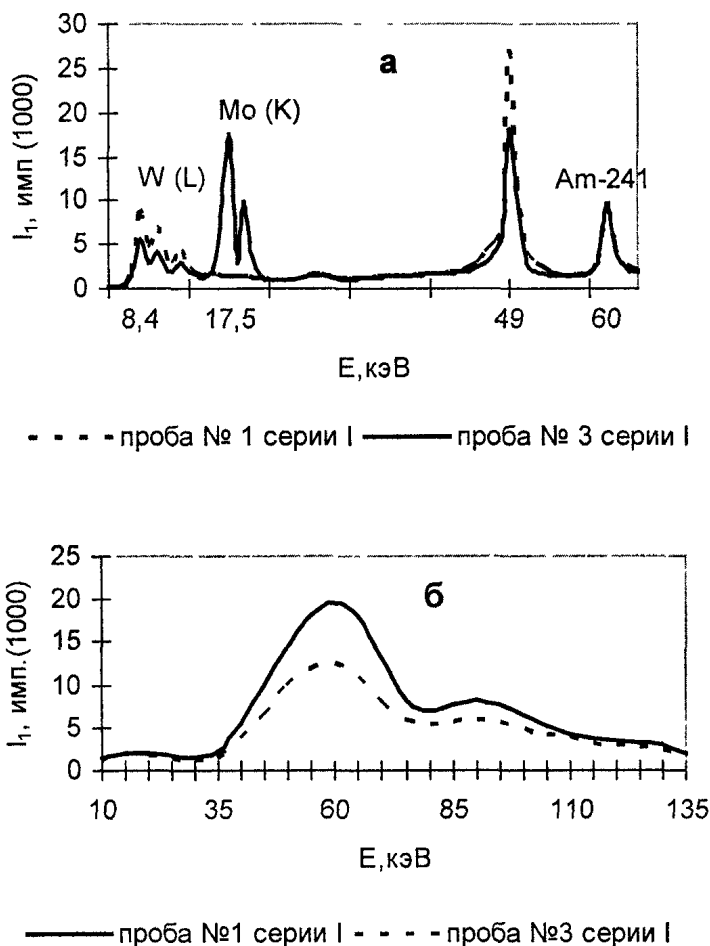 30
25
20
15
10
5
0
I₁, имп (1000)
а
W (L)
Mo (K)
Am-241
8,4 17,5 49 60
E,кэВ
проба № 1 серии I проба № 3 серии I
25
20
15
10
5
0
I₁, имп.(1000)
б
10 35 60 85 110 135
E,кэВ
проба №1 серии I проба №3 серии I